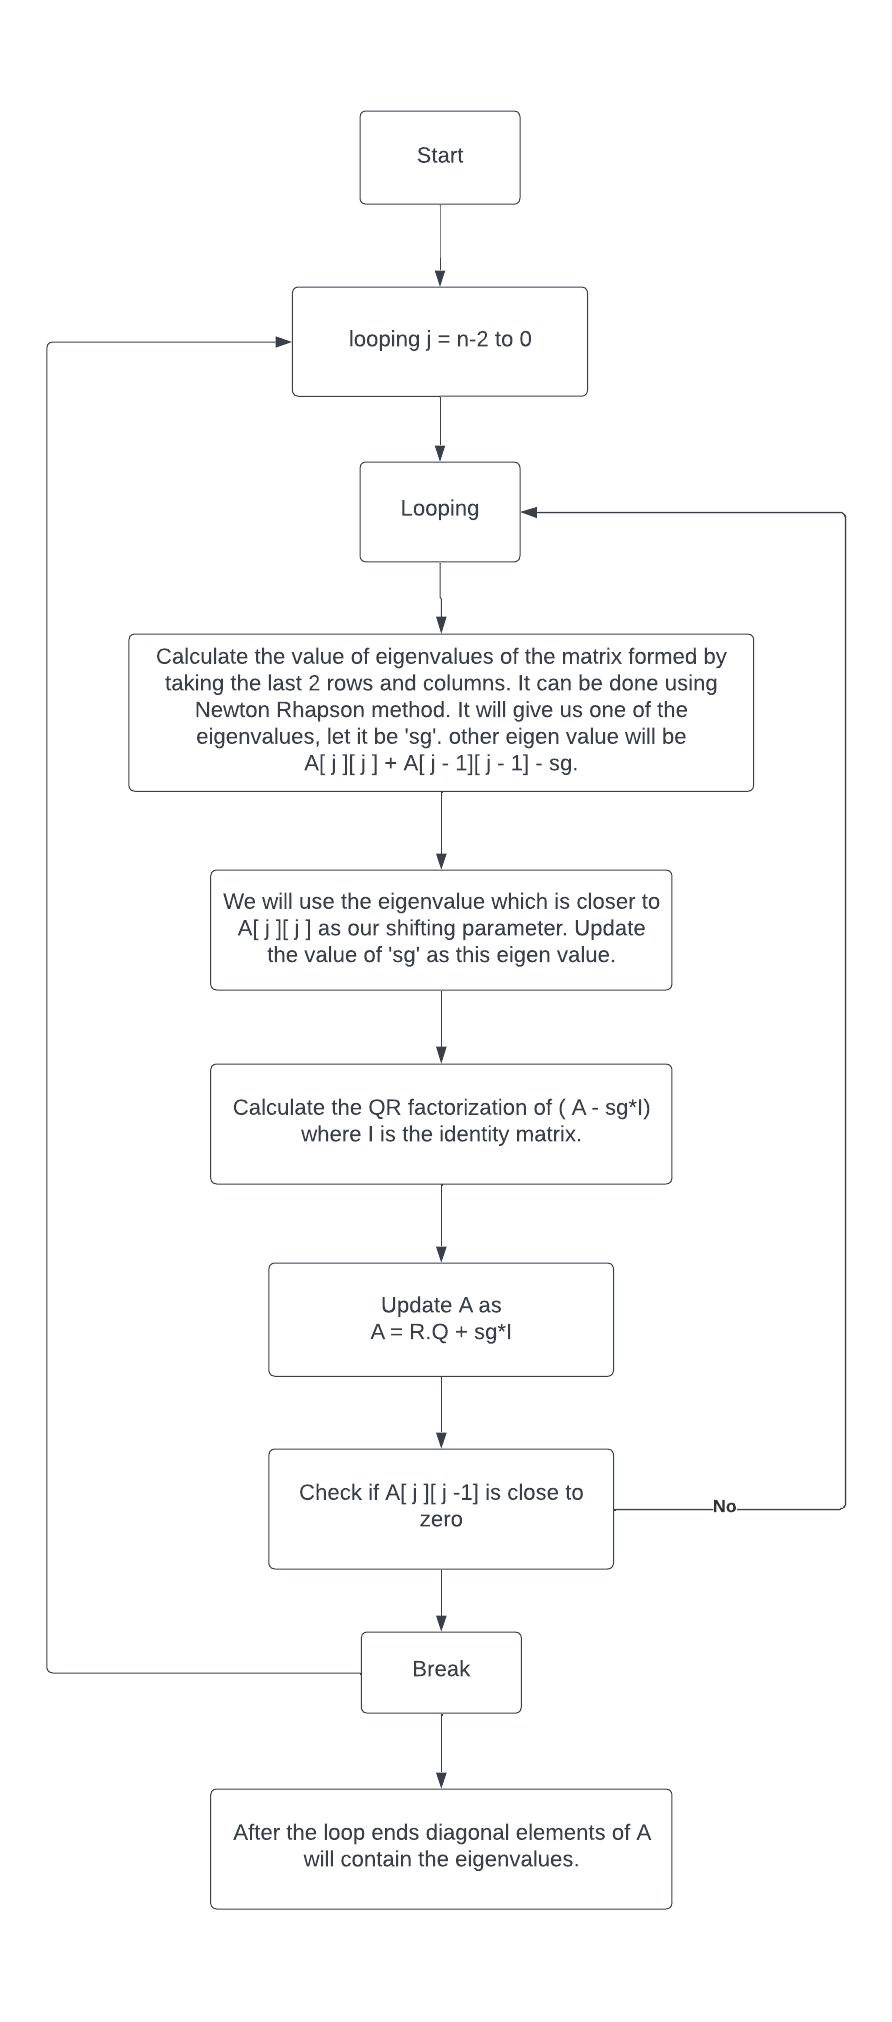 Start
looping j = n-2 to 0
Looping
Calculate the value of eigenvalues of the matrix formed by
taking the last 2 rows and columns. It can be done using
Newton Rhapson method. It will give us one of the
eigenvalues, let it be 'sg'. other eigen value will be
A[ j ][ j ] + A[ j - 1][ j - 1] - sg.
We will use the eigenvalue which is closer to
A[ j ][ j ] as our shifting parameter. Update
the value of 'sg' as this eigen value.
Calculate the QR factorization of ( A - sg*I)
where I is the identity matrix.
Update A as
A = R.Q + sg*I
Check if A[ j ][ j -1] is close to
zero
No
Break
After the loop ends diagonal elements of A
will contain the eigenvalues.